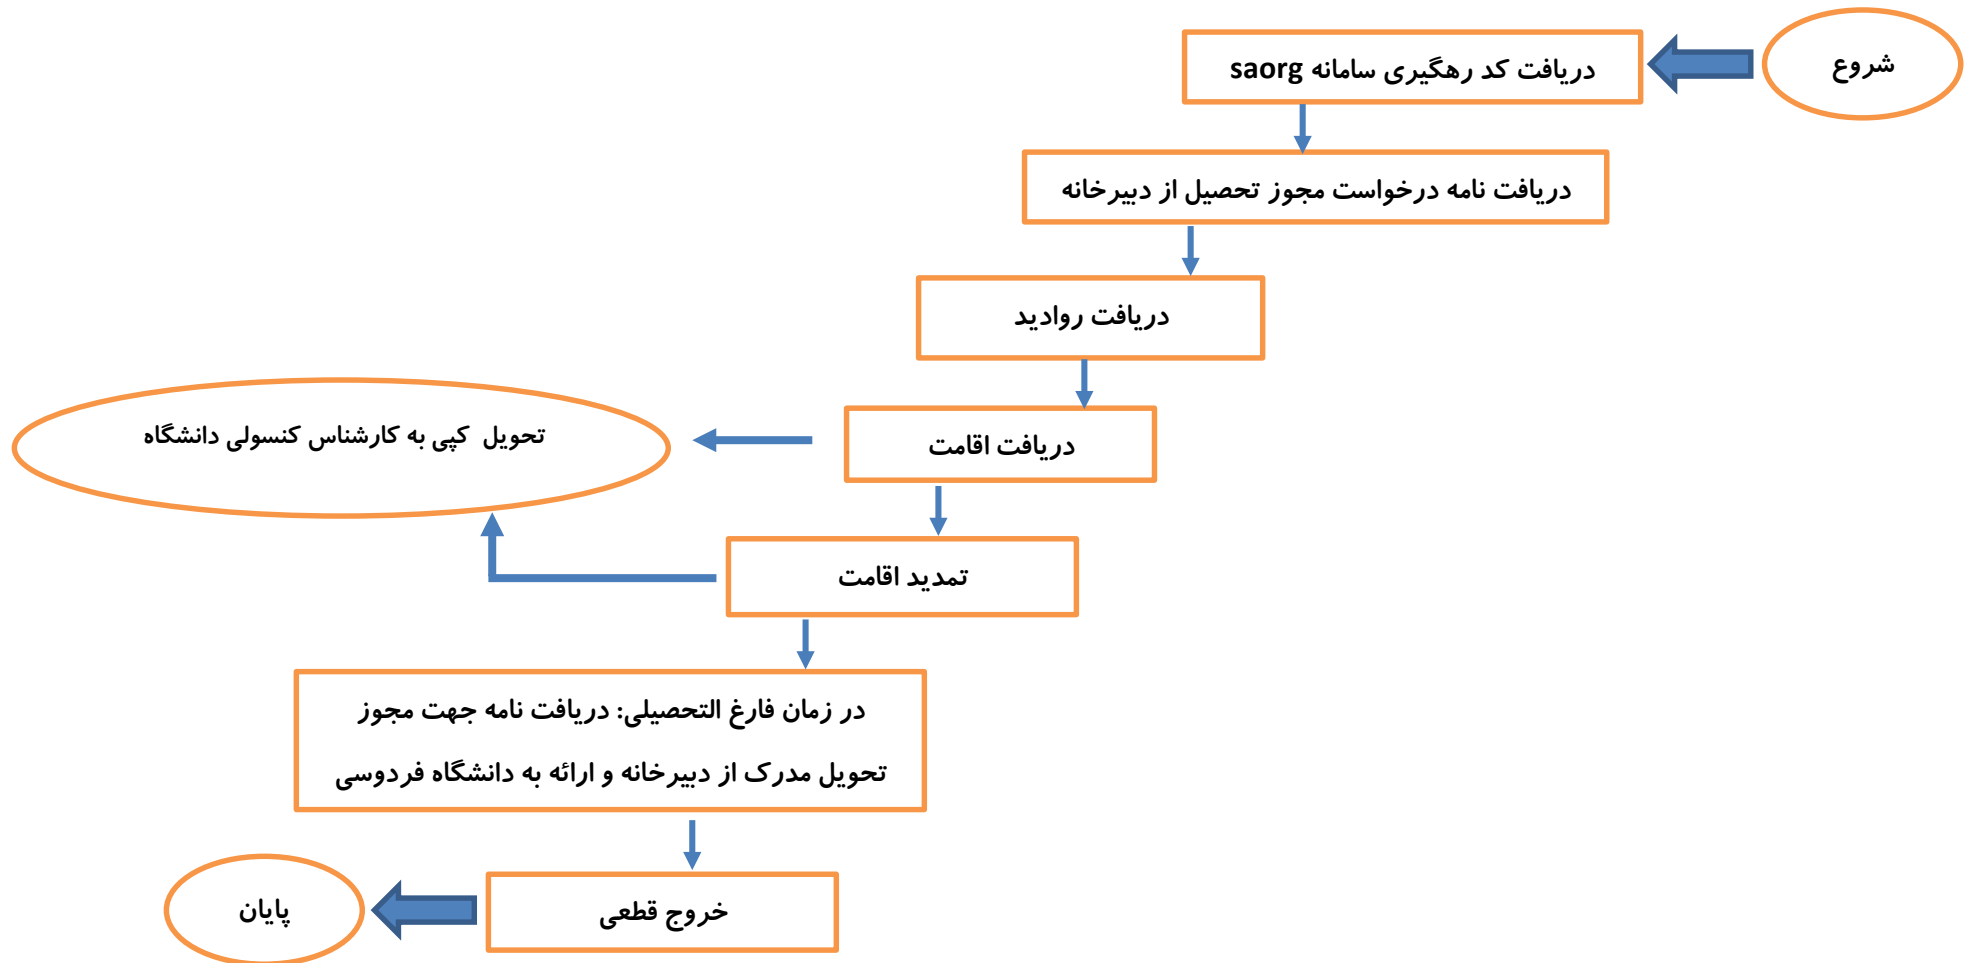 شروع
دریافت کد رهگیری سامانه saorg
دریافت نامه درخواست مجوز تحصیل از دبیرخانه
دریافت روادید
دریافت اقامت
تحویل کپی به کارشناس کنسولی دانشگاه
تمدید اقامت
در زمان فارغ التحصیلی: دریافت نامه جهت مجوز
تحویل مدرک از دبیرخانه و ارائه به دانشگاه فردوسی
خروج قطعی
پایان